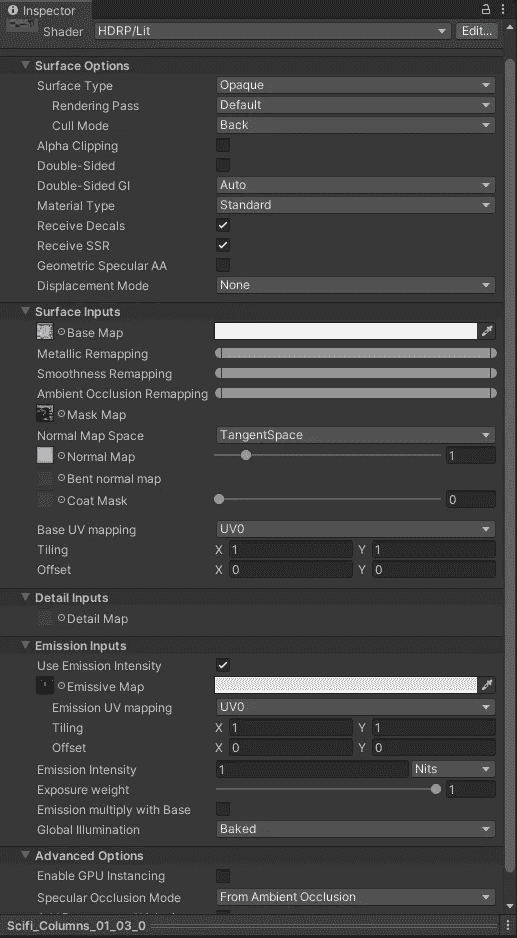 Inspector
Shader HDRP/Lit Edit...
Surface Options
Surface Type Opaque
Rendering Pass Default
Cull Mode Back
Alpha Clipping
Double-Sided
Double-Sided GI Auto
Material Type Standard
Receive Decals
Receive SSR
Geometric Specular AA
Displacement Mode None
Surface Inputs
Base Map
Metallic Remapping
Smoothness Remapping
Ambient Occlusion Remapping
Mask Map
Normal Map Space TangentSpace
Normal Map 1
Bent normal map
Coat Mask 0
Base UV mapping UV0
Tiling X 1 Y 1
Offset X 0 Y 0
Detail Inputs
Detail Map
Emission Inputs
Use Emission Intensity
Emissive Map
Emission UV mapping UV0
Tiling X 1 Y 1
Offset X 0 Y 0
Emission Intensity 1 Nits
Exposure weight 1
Emission multiply with Base
Global Illumination Baked
Advanced Options
Enable GPU Instancing
Specular Occlusion Mode From Ambient Occlusion
Scifi_Columns_01_03_0